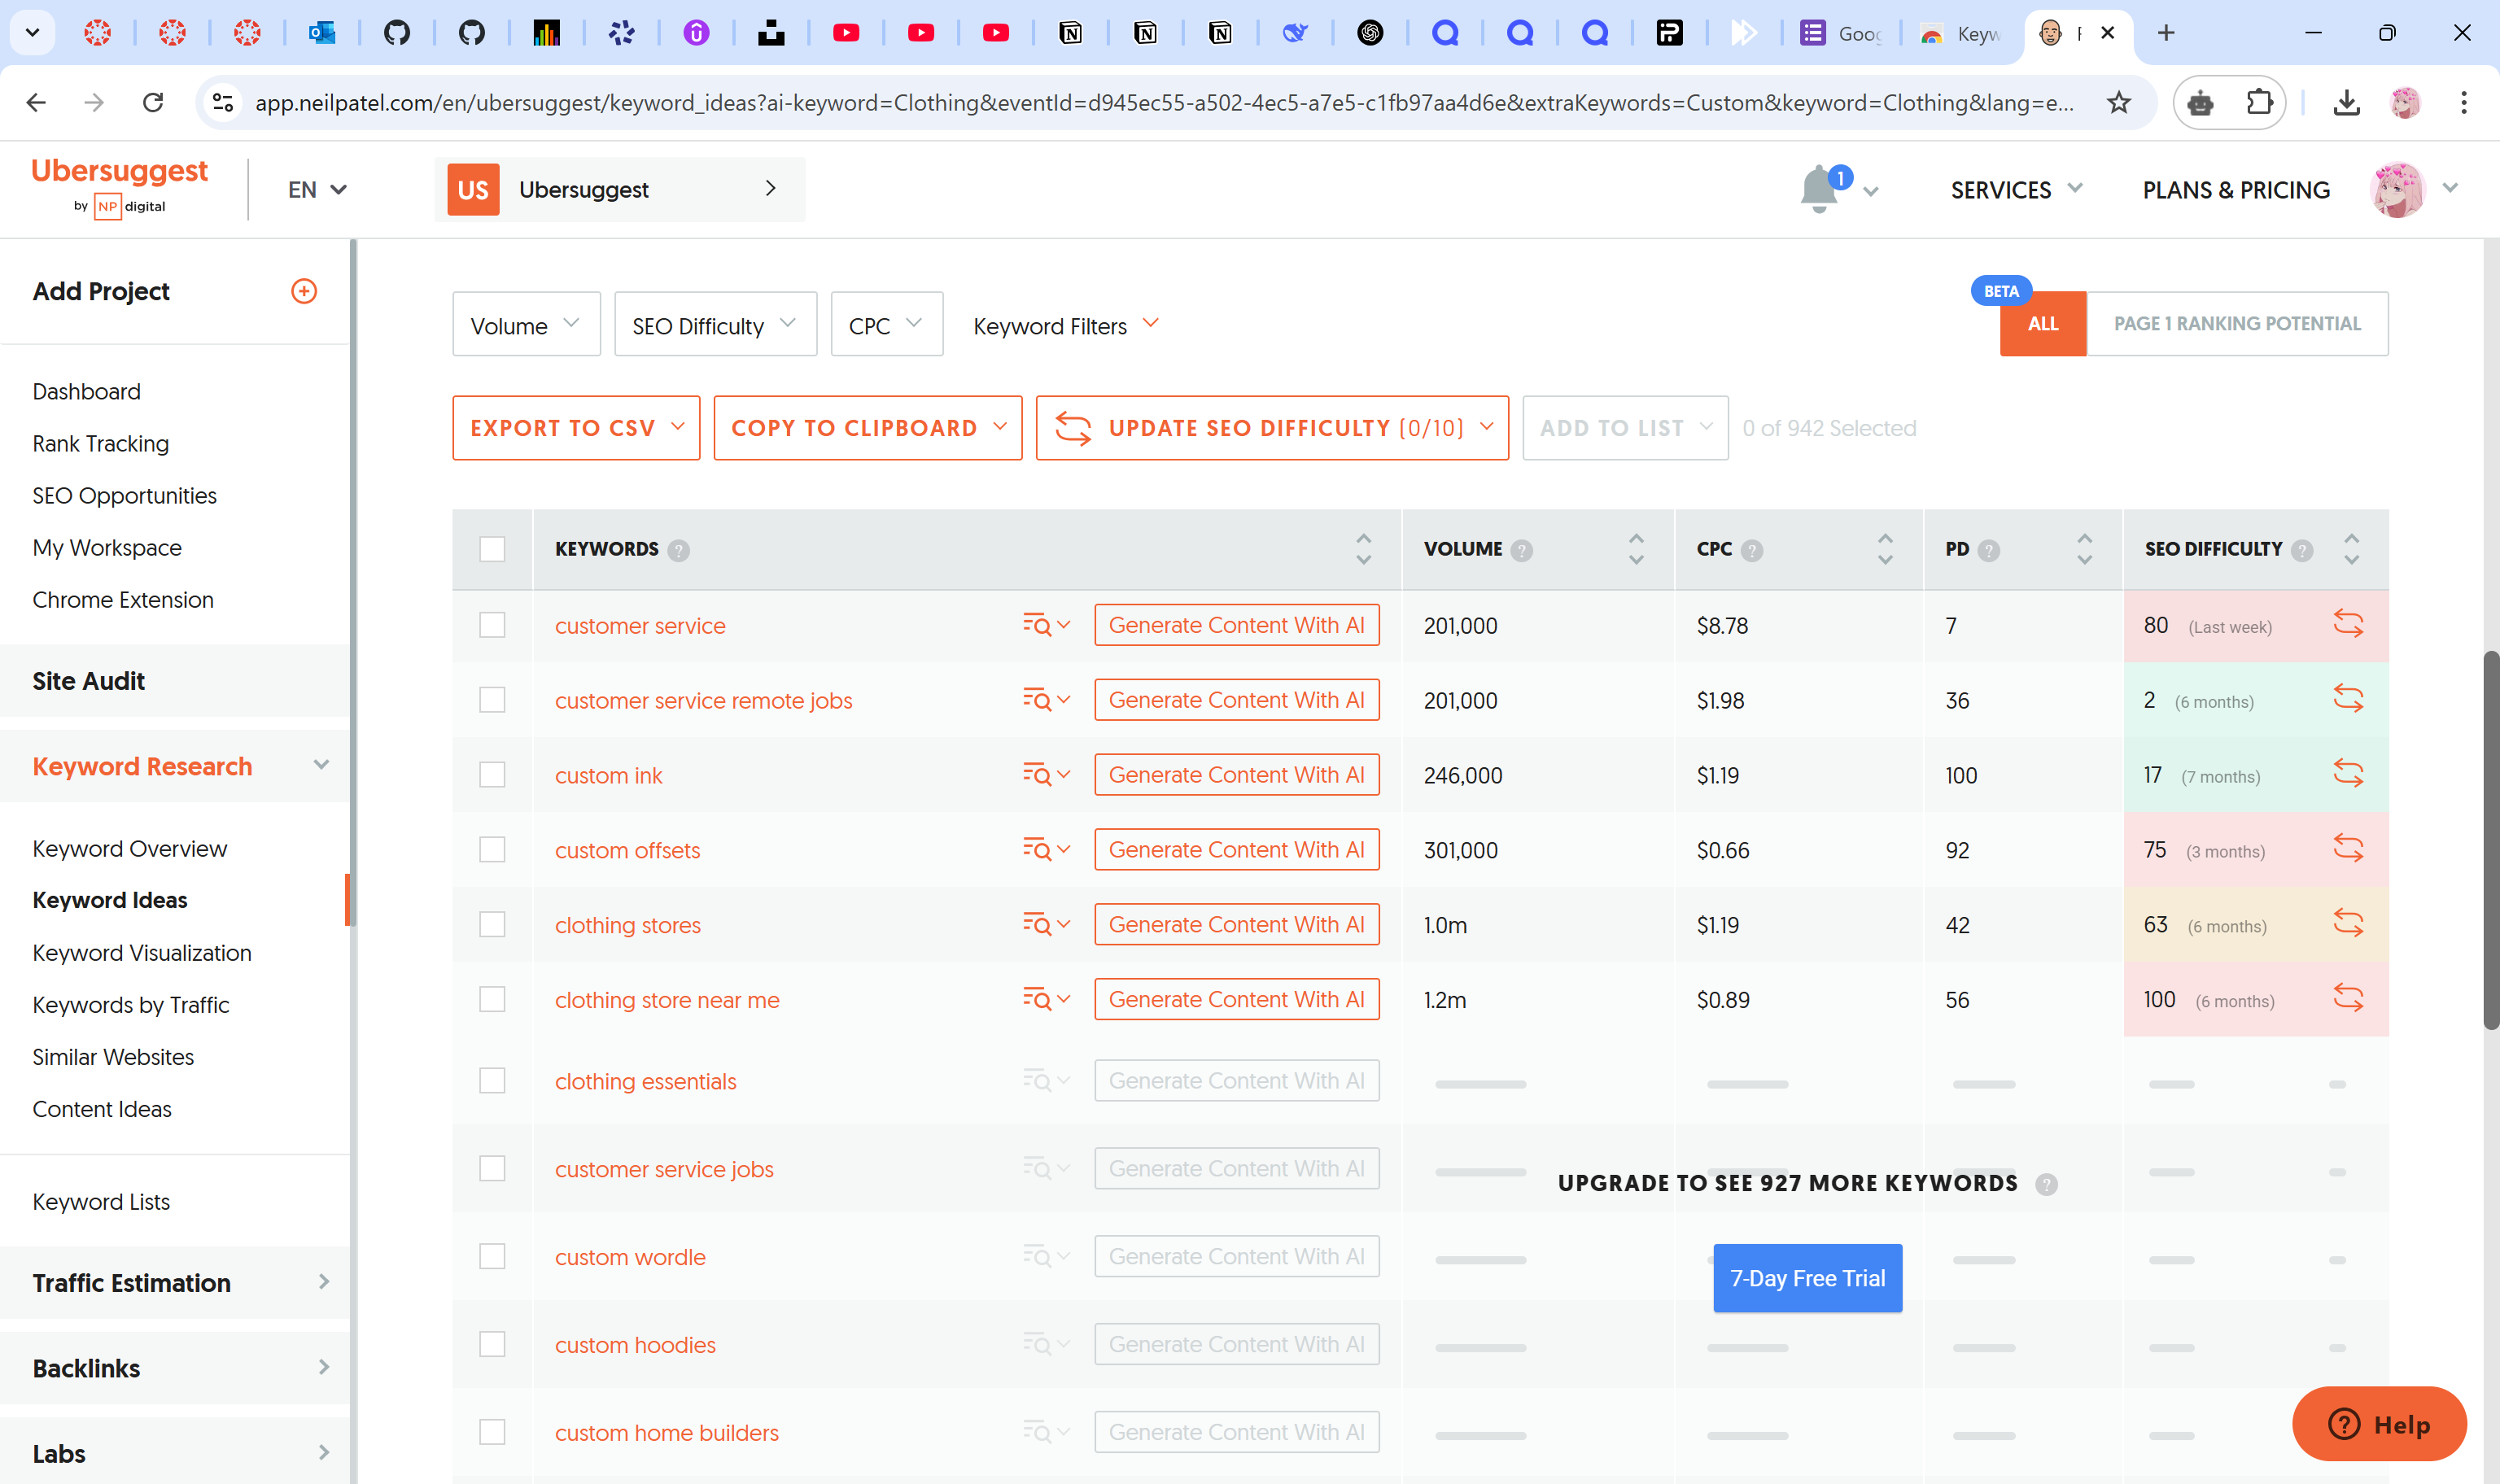 Goog
Keyw
app.neilpatel.com/en/ubersuggest/keyword_ideas?ai-keyword=Clothing&eventId=d945ec55-a502-4ec5-a7e5-c1fb97aa4d6e&extraKeywords=Custom&keyword=Clothing&lang=e...
Ubersuggest
by NP digital
EN
US Ubersuggest
1
SERVICES
PLANS & PRICING
Add Project
Dashboard
Rank Tracking
SEO Opportunities
My Workspace
Chrome Extension
Site Audit
Keyword Research
Keyword Overview
Keyword Ideas
Keyword Visualization
Keywords by Traffic
Similar Websites
Content Ideas
Keyword Lists
Traffic Estimation
Backlinks
Labs
Volume
SEO Difficulty
CPC
Keyword Filters
BETA
ALL
PAGE 1 RANKING POTENTIAL
EXPORT TO CSV
COPY TO CLIPBOARD
UPDATE SEO DIFFICULTY (0/10)
ADD TO LIST
0 of 942 Selected
KEYWORDS ? VOLUME ? CPC ? PD ? SEO DIFFICULTY ?
customer service Generate Content With AI 201,000 $8.78 7 80 (Last week)
customer service remote jobs Generate Content With AI 201,000 $1.98 36 2 (6 months)
custom ink Generate Content With AI 246,000 $1.19 100 17 (7 months)
custom offsets Generate Content With AI 301,000 $0.66 92 75 (3 months)
clothing stores Generate Content With AI 1.0m $1.19 42 63 (6 months)
clothing store near me Generate Content With AI 1.2m $0.89 56 100 (6 months)
clothing essentials Generate Content With AI
customer service jobs Generate Content With AI
UPGRADE TO SEE 927 MORE KEYWORDS ?
custom wordle Generate Content With AI
7-Day Free Trial
custom hoodies Generate Content With AI
custom home builders Generate Content With AI
? Help